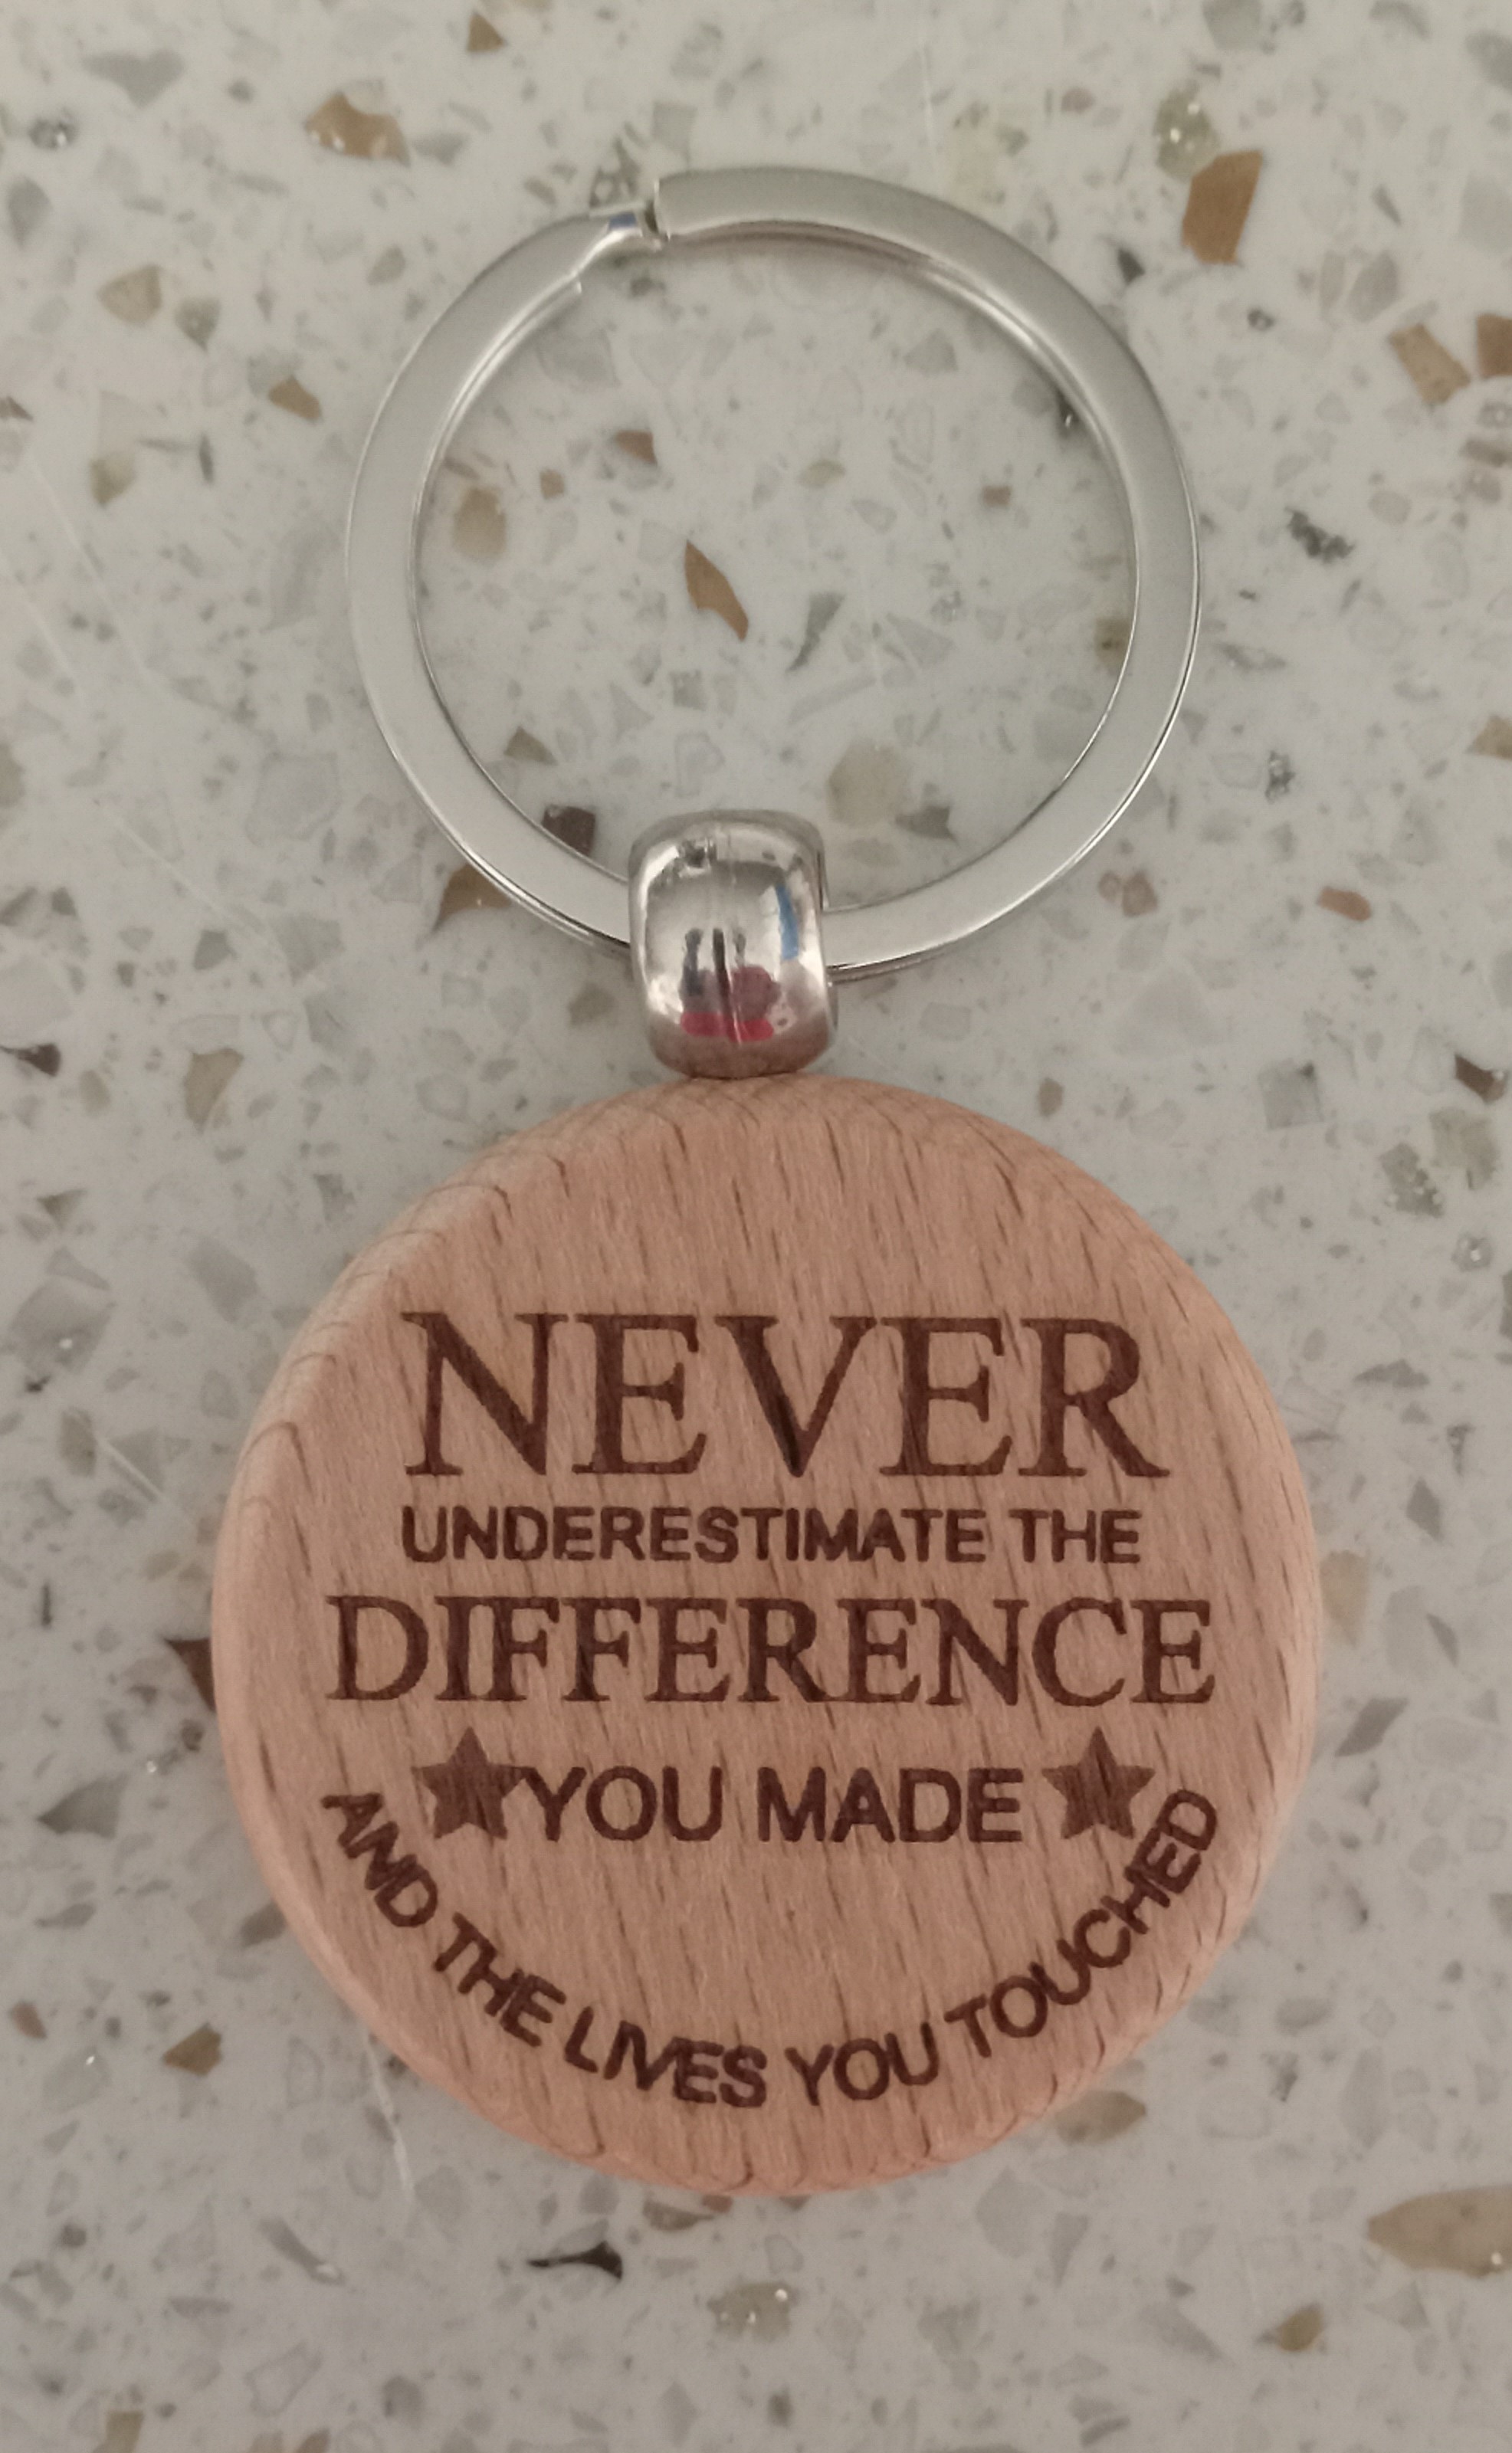 NEVER
UNDERESTIMATE THE
DIFFERENCE
YOU MADE
AND THE LIVES YOU TOUCHED